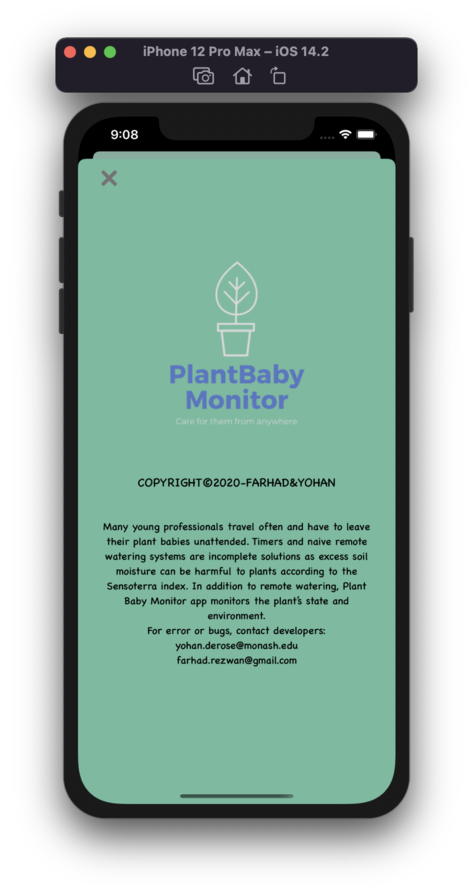 iPhone 12 Pro Max – iOS 14.2
9:08
PlantBaby
Monitor
Care for them from anywhere
COPYRIGHT©2020-FARHAD&YOHAN
Many young professionals travel often and have to leave
their plant babies unattended. Timers and naive remote
watering systems are incomplete solutions as excess soil
moisture can be harmful to plants according to the
Sensoterra index. In addition to remote watering, Plant
Baby Monitor app monitors the plant's state and
environment.
For error or bugs, contact developers:
yohan.derose@monash.edu
farhad.rezwan@gmail.com